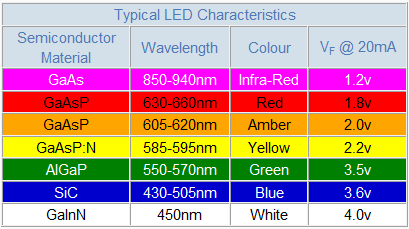 Typical LED Characteristics
Semiconductor Material Wavelength Colour VF @ 20mA
GaAs 850-940nm Infra-Red 1.2v
GaAsP 630-660nm Red 1.8v
GaAsP 605-620nm Amber 2.0v
GaAsP:N 585-595nm Yellow 2.2v
AlGaP 550-570nm Green 3.5v
SiC 430-505nm Blue 3.6v
GaInN 450nm White 4.0v